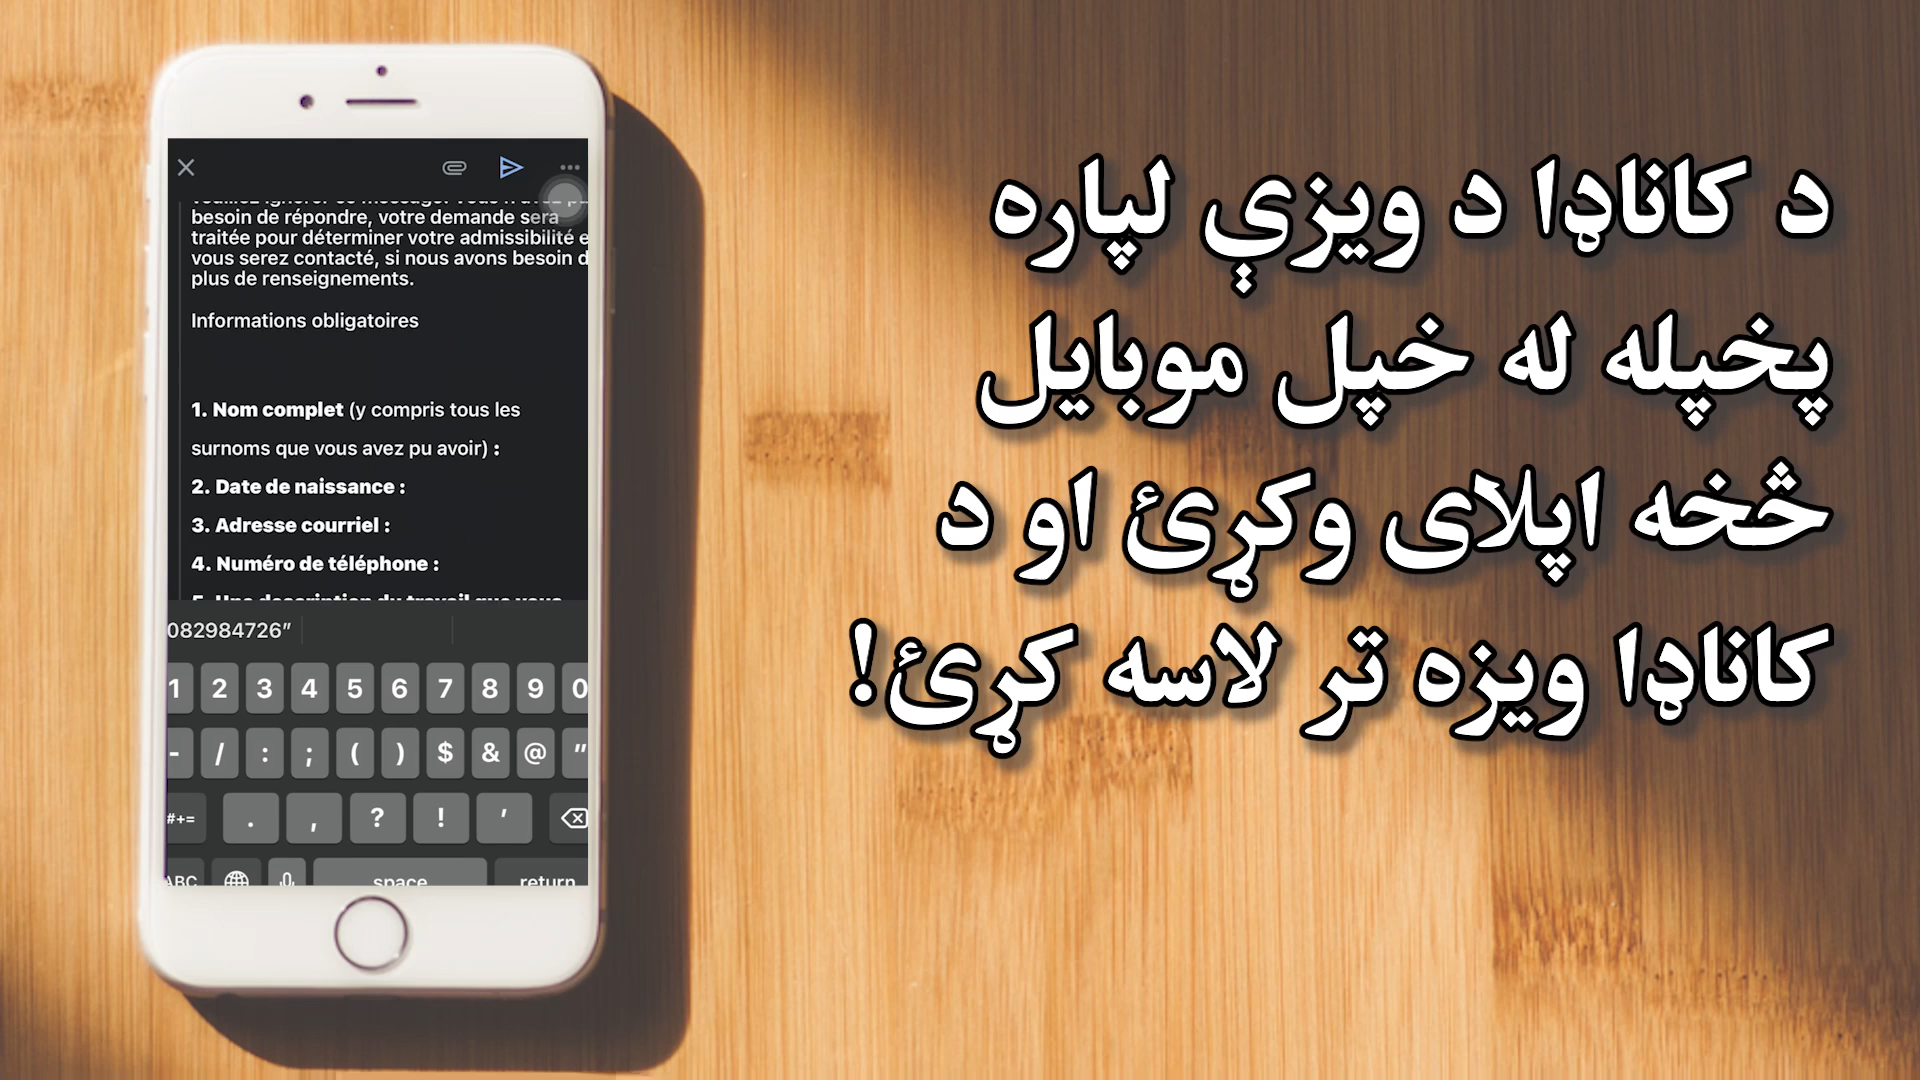 besoin de répondre, votre demande sera
traitée pour déterminer votre admissibilité e
vous serez contacté, si nous avons besoin d
plus de renseignements.
Informations obligatoires
1. Nom complet (y compris tous les
surnoms que vous avez pu avoir) :
2. Date de naissance :
3. Adresse courriel :
4. Numéro de téléphone :
082984726”
1 2 3 4 5 6 7 8 9 0
- / : ; ( ) $ & @ "
#+= . , ? ! '
ABC space return
د کاناډا د ویزې لپاره
پخپله له خپل موبایل
څخه اپلای وکړئ او د
کاناډا ویزه تر لاسه کړئ!